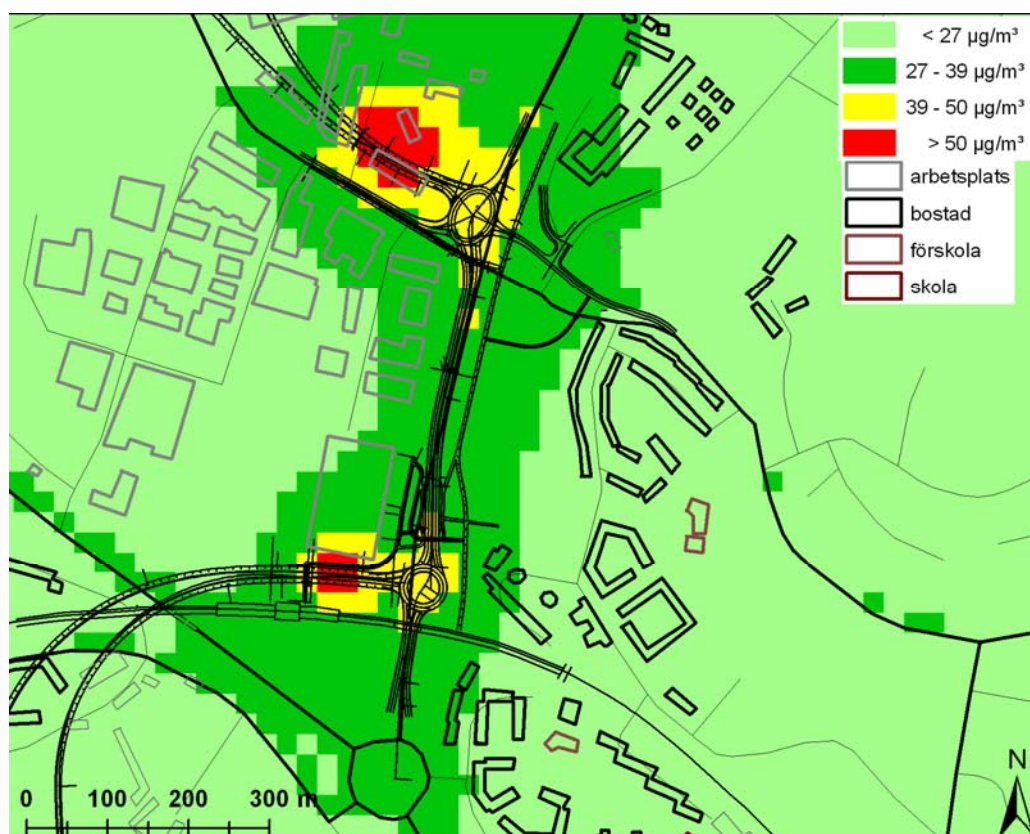 < 27 µg/m³
27 - 39 µg/m³
39 - 50 µg/m³
> 50 µg/m³
arbetsplats
bostad
förskola
skola
N
0 100 200 300 m